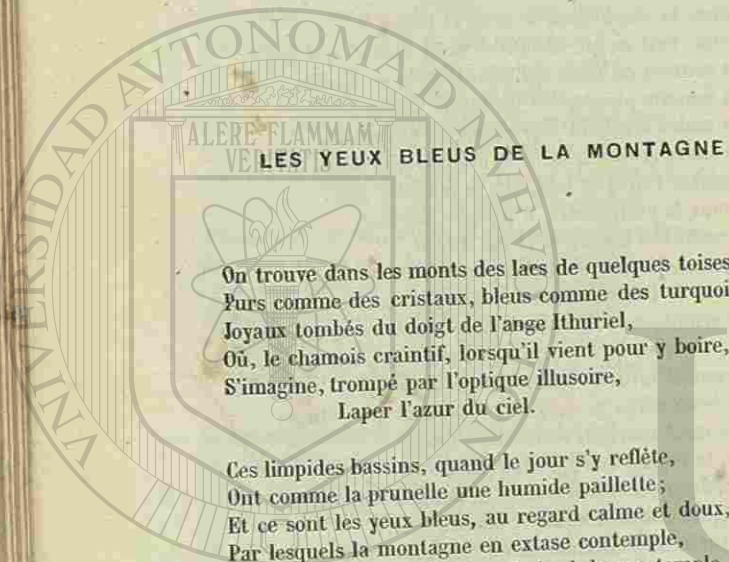 UNIVERSIDAD AVTONOMA D NVEV
ALERE FLAMMAM
VERITATIS
LES YEUX BLEUS DE LA MONTAGNE
On trouve dans les monts des lacs de quelques toises
Purs comme des cristaux, bleus comme des turquoi
Joyaux tombés du doigt de l'ange Ithuriel,
Où, le chamois craintif, lorsqu'il vient pour y boire,
S'imagine, trompé par l'optique illusoire,
Laper l'azur du ciel.
Ces limpides bassins, quand le jour s'y reflète,
Ont comme la prunelle une humide paillette;
Et ce sont les yeux bleus, au regard calme et doux,
Par lesquels la montagne en extase contemple,